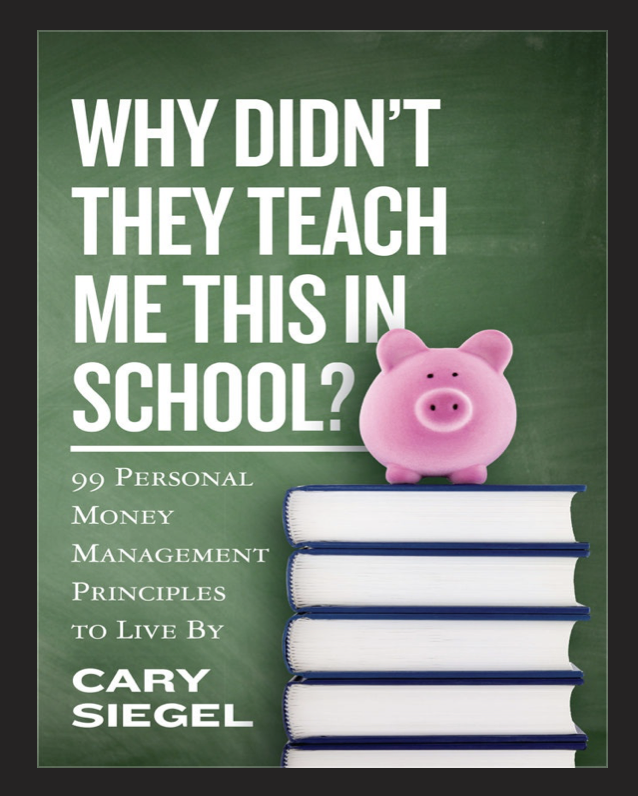 WHY DIDN'T
THEY TEACH
ME THIS IN
SCHOOL?
99 PERSONAL
MONEY
MANAGEMENT
PRINCIPLES
TO LIVE BY
CARY
SIEGEL